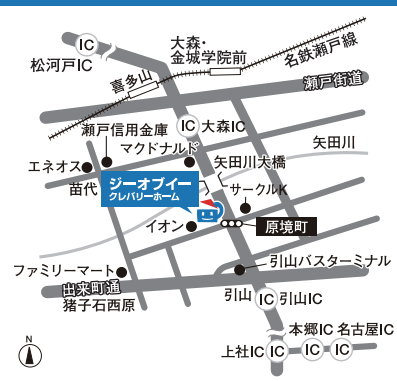 IC
松河戸IC
大森・
金城学院前
名鉄瀬戸線
喜多山
瀬戸街道
瀬戸信用金庫
IC
大森IC
マクドナルド
矢田川
エネオス
矢田川大橋
苗代
ジーオブイー
クレバリーホーム
サークルK
イオン
原境町
ファミリーマート
引山バスターミナル
出来町通
猪子石西原
引山
IC
引山IC
本郷IC
名古屋IC
上社IC
IC
IC
IC
N